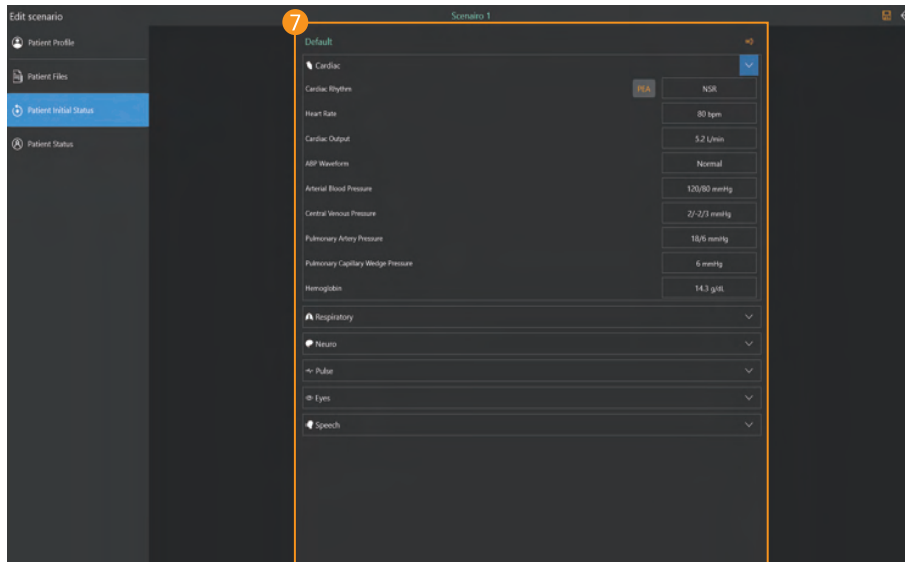 Edit scenario
Scenairo 1
7
Patient Profile
Patient Files
Patient Initial Status
Patient Status
Default
Cardiac
Cardiac Rhythm PEA NSR
Heart Rate 80 bpm
Cardiac Output 5.2 L/min
ABP Waveform Normal
Arterial Blood Pressure 120/80 mmHg
Central Venous Pressure 2/-2/3 mmHg
Pulmonary Artery Pressure 18/6 mmHg
Pulmonary Capillary Wedge Pressure 6 mmHg
Hemoglobin 14.3 g/dL
Respiratory
Neuro
Pulse
Eyes
Speech